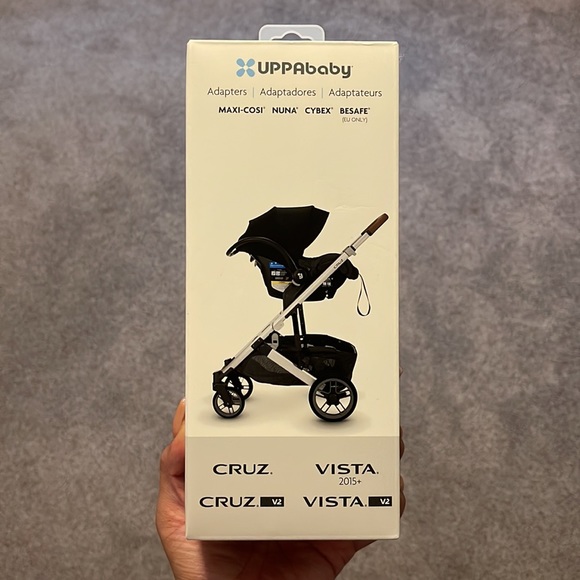 UPPAbaby
Adapters | Adaptadores | Adaptateurs
MAXI-COSI® NUNA® CYBEX® BESAFE®
(EU ONLY)
CRUZ® VISTA®
2015+
CRUZ® V2 VISTA® V2